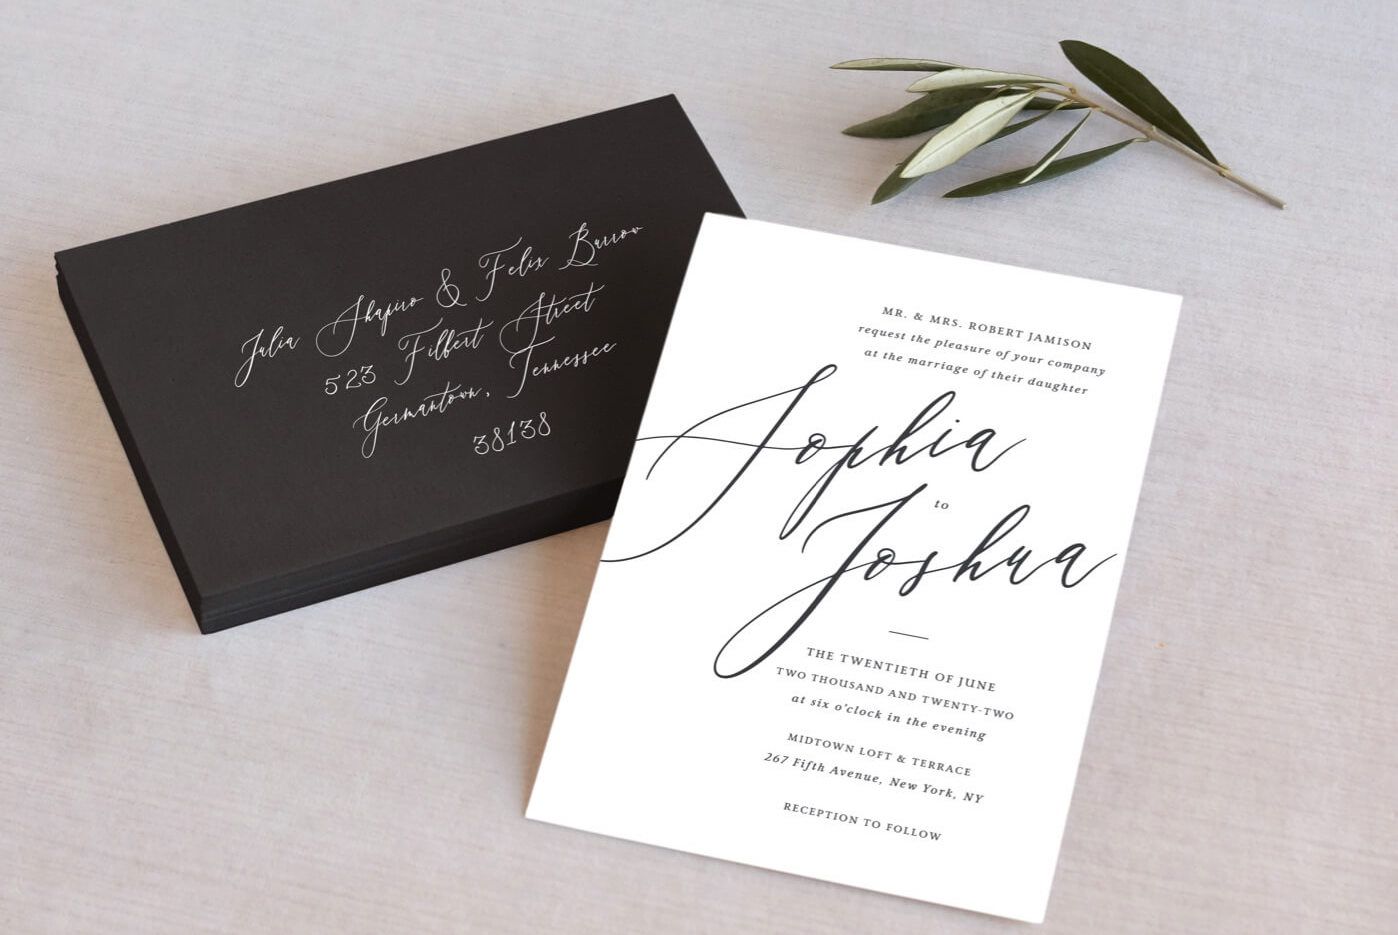 Julia Shapiro & Felix Burrow
523 Filbert Street
Germantown, Tennessee
38138
MR. & MRS. ROBERT JAMISON
request the pleasure of your company
at the marriage of their daughter
Sophia
to
Joshua
THE TWENTIETH OF JUNE
TWO THOUSAND AND TWENTY-TWO
at six o'clock in the evening
MIDTOWN LOFT & TERRACE
267 Fifth Avenue, New York, NY
RECEPTION TO FOLLOW